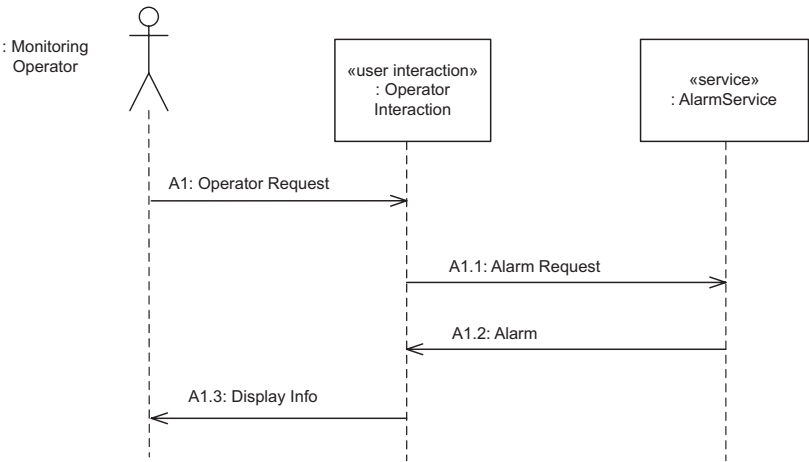 : Monitoring
Operator
«user interaction»
: Operator
Interaction
«service»
: AlarmService
A1: Operator Request
A1.1: Alarm Request
A1.2: Alarm
A1.3: Display Info